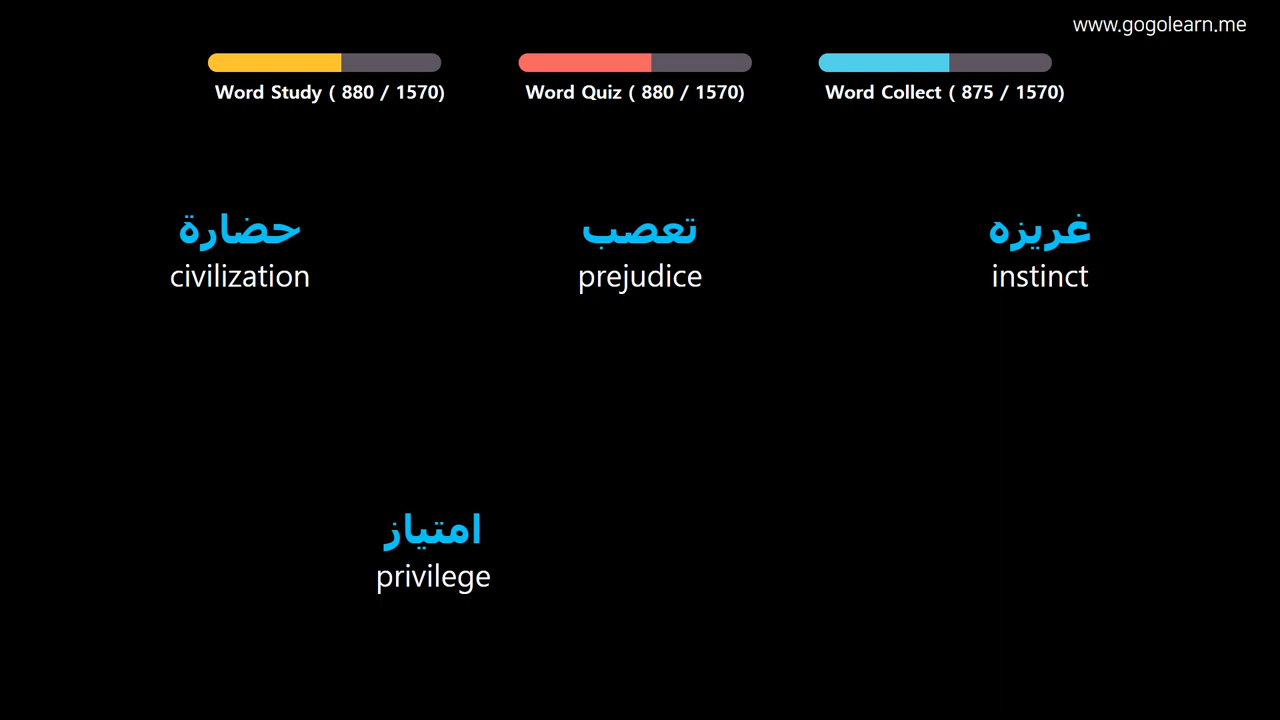 www.gogolearn.me
Word Study ( 880 / 1570)
Word Quiz ( 880 / 1570)
Word Collect ( 875 / 1570)
حضارة
civilization
تعصب
prejudice
غريزه
instinct
امتياز
privilege